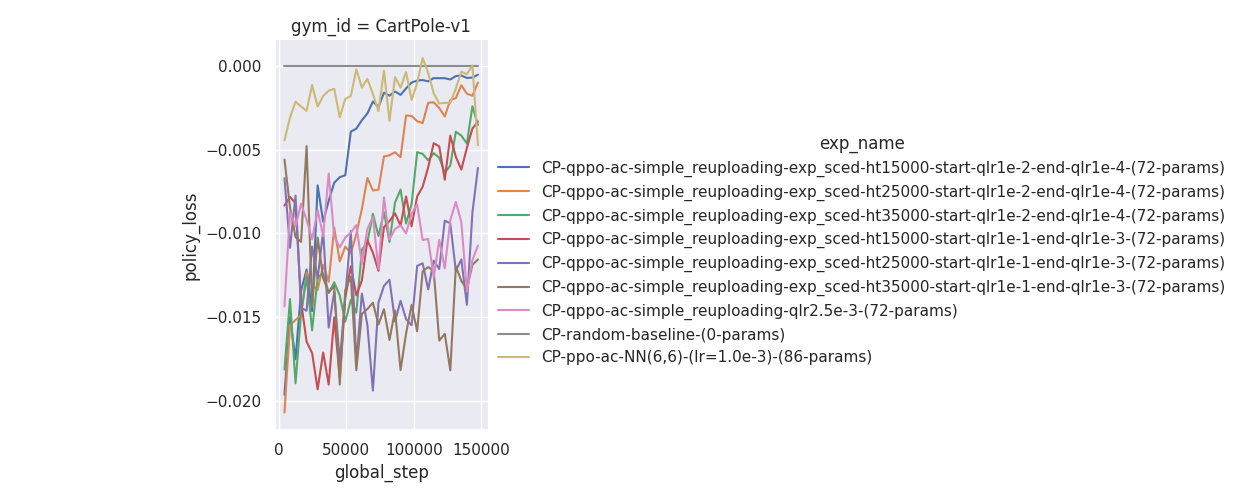 gym_id = CartPole-v1
0.000
−0.005
−0.010
−0.015
−0.020
policy_loss
0 50000 100000 150000
global_step
exp_name
CP-qppo-ac-simple_reuploading-exp_sced-ht15000-start-qlr1e-2-end-qlr1e-4-(72-params)
CP-qppo-ac-simple_reuploading-exp_sced-ht25000-start-qlr1e-2-end-qlr1e-4-(72-params)
CP-qppo-ac-simple_reuploading-exp_sced-ht35000-start-qlr1e-2-end-qlr1e-4-(72-params)
CP-qppo-ac-simple_reuploading-exp_sced-ht15000-start-qlr1e-1-end-qlr1e-3-(72-params)
CP-qppo-ac-simple_reuploading-exp_sced-ht25000-start-qlr1e-1-end-qlr1e-3-(72-params)
CP-qppo-ac-simple_reuploading-exp_sced-ht35000-start-qlr1e-1-end-qlr1e-3-(72-params)
CP-qppo-ac-simple_reuploading-qlr2.5e-3-(72-params)
CP-random-baseline-(0-params)
CP-ppo-ac-NN(6,6)-(lr=1.0e-3)-(86-params)